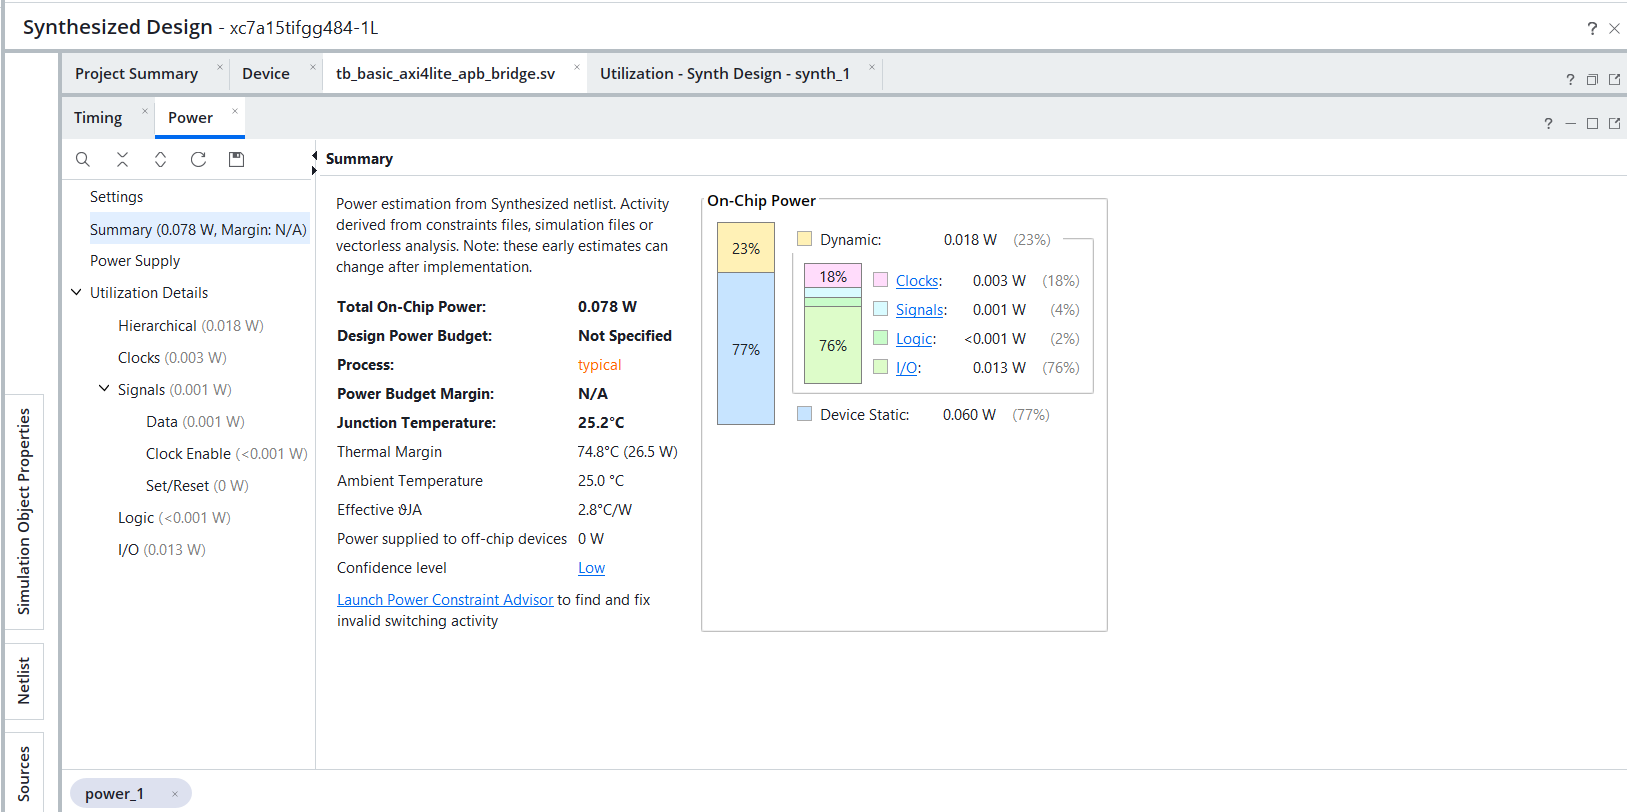 Synthesized Design - xc7a15tifgg484-1L
? ×
Project Summary × Device × tb_basic_axi4lite_apb_bridge.sv × Utilization - Synth Design - synth_1 ×
?
Timing × Power ×
?
Summary
Settings
Summary (0.078 W, Margin: N/A)
Power Supply
Utilization Details
Hierarchical (0.018 W)
Clocks (0.003 W)
Signals (0.001 W)
Data (0.001 W)
Clock Enable (<0.001 W)
Set/Reset (0 W)
Logic (<0.001 W)
I/O (0.013 W)
Power estimation from Synthesized netlist. Activity
derived from constraints files, simulation files or
vectorless analysis. Note: these early estimates can
change after implementation.
Total On-Chip Power: 0.078 W
Design Power Budget: Not Specified
Process: typical
Power Budget Margin: N/A
Junction Temperature: 25.2°C
Thermal Margin 74.8°C (26.5 W)
Ambient Temperature 25.0 °C
Effective ϑJA 2.8°C/W
Power supplied to off-chip devices 0 W
Confidence level Low
Launch Power Constraint Advisor to find and fix
invalid switching activity
On-Chip Power
23%
77%
Dynamic: 0.018 W (23%)
18%
76%
Clocks: 0.003 W (18%)
Signals: 0.001 W (4%)
Logic: <0.001 W (2%)
I/O: 0.013 W (76%)
Device Static: 0.060 W (77%)
Simulation Object Properties
Netlist
Sources
power_1 ×